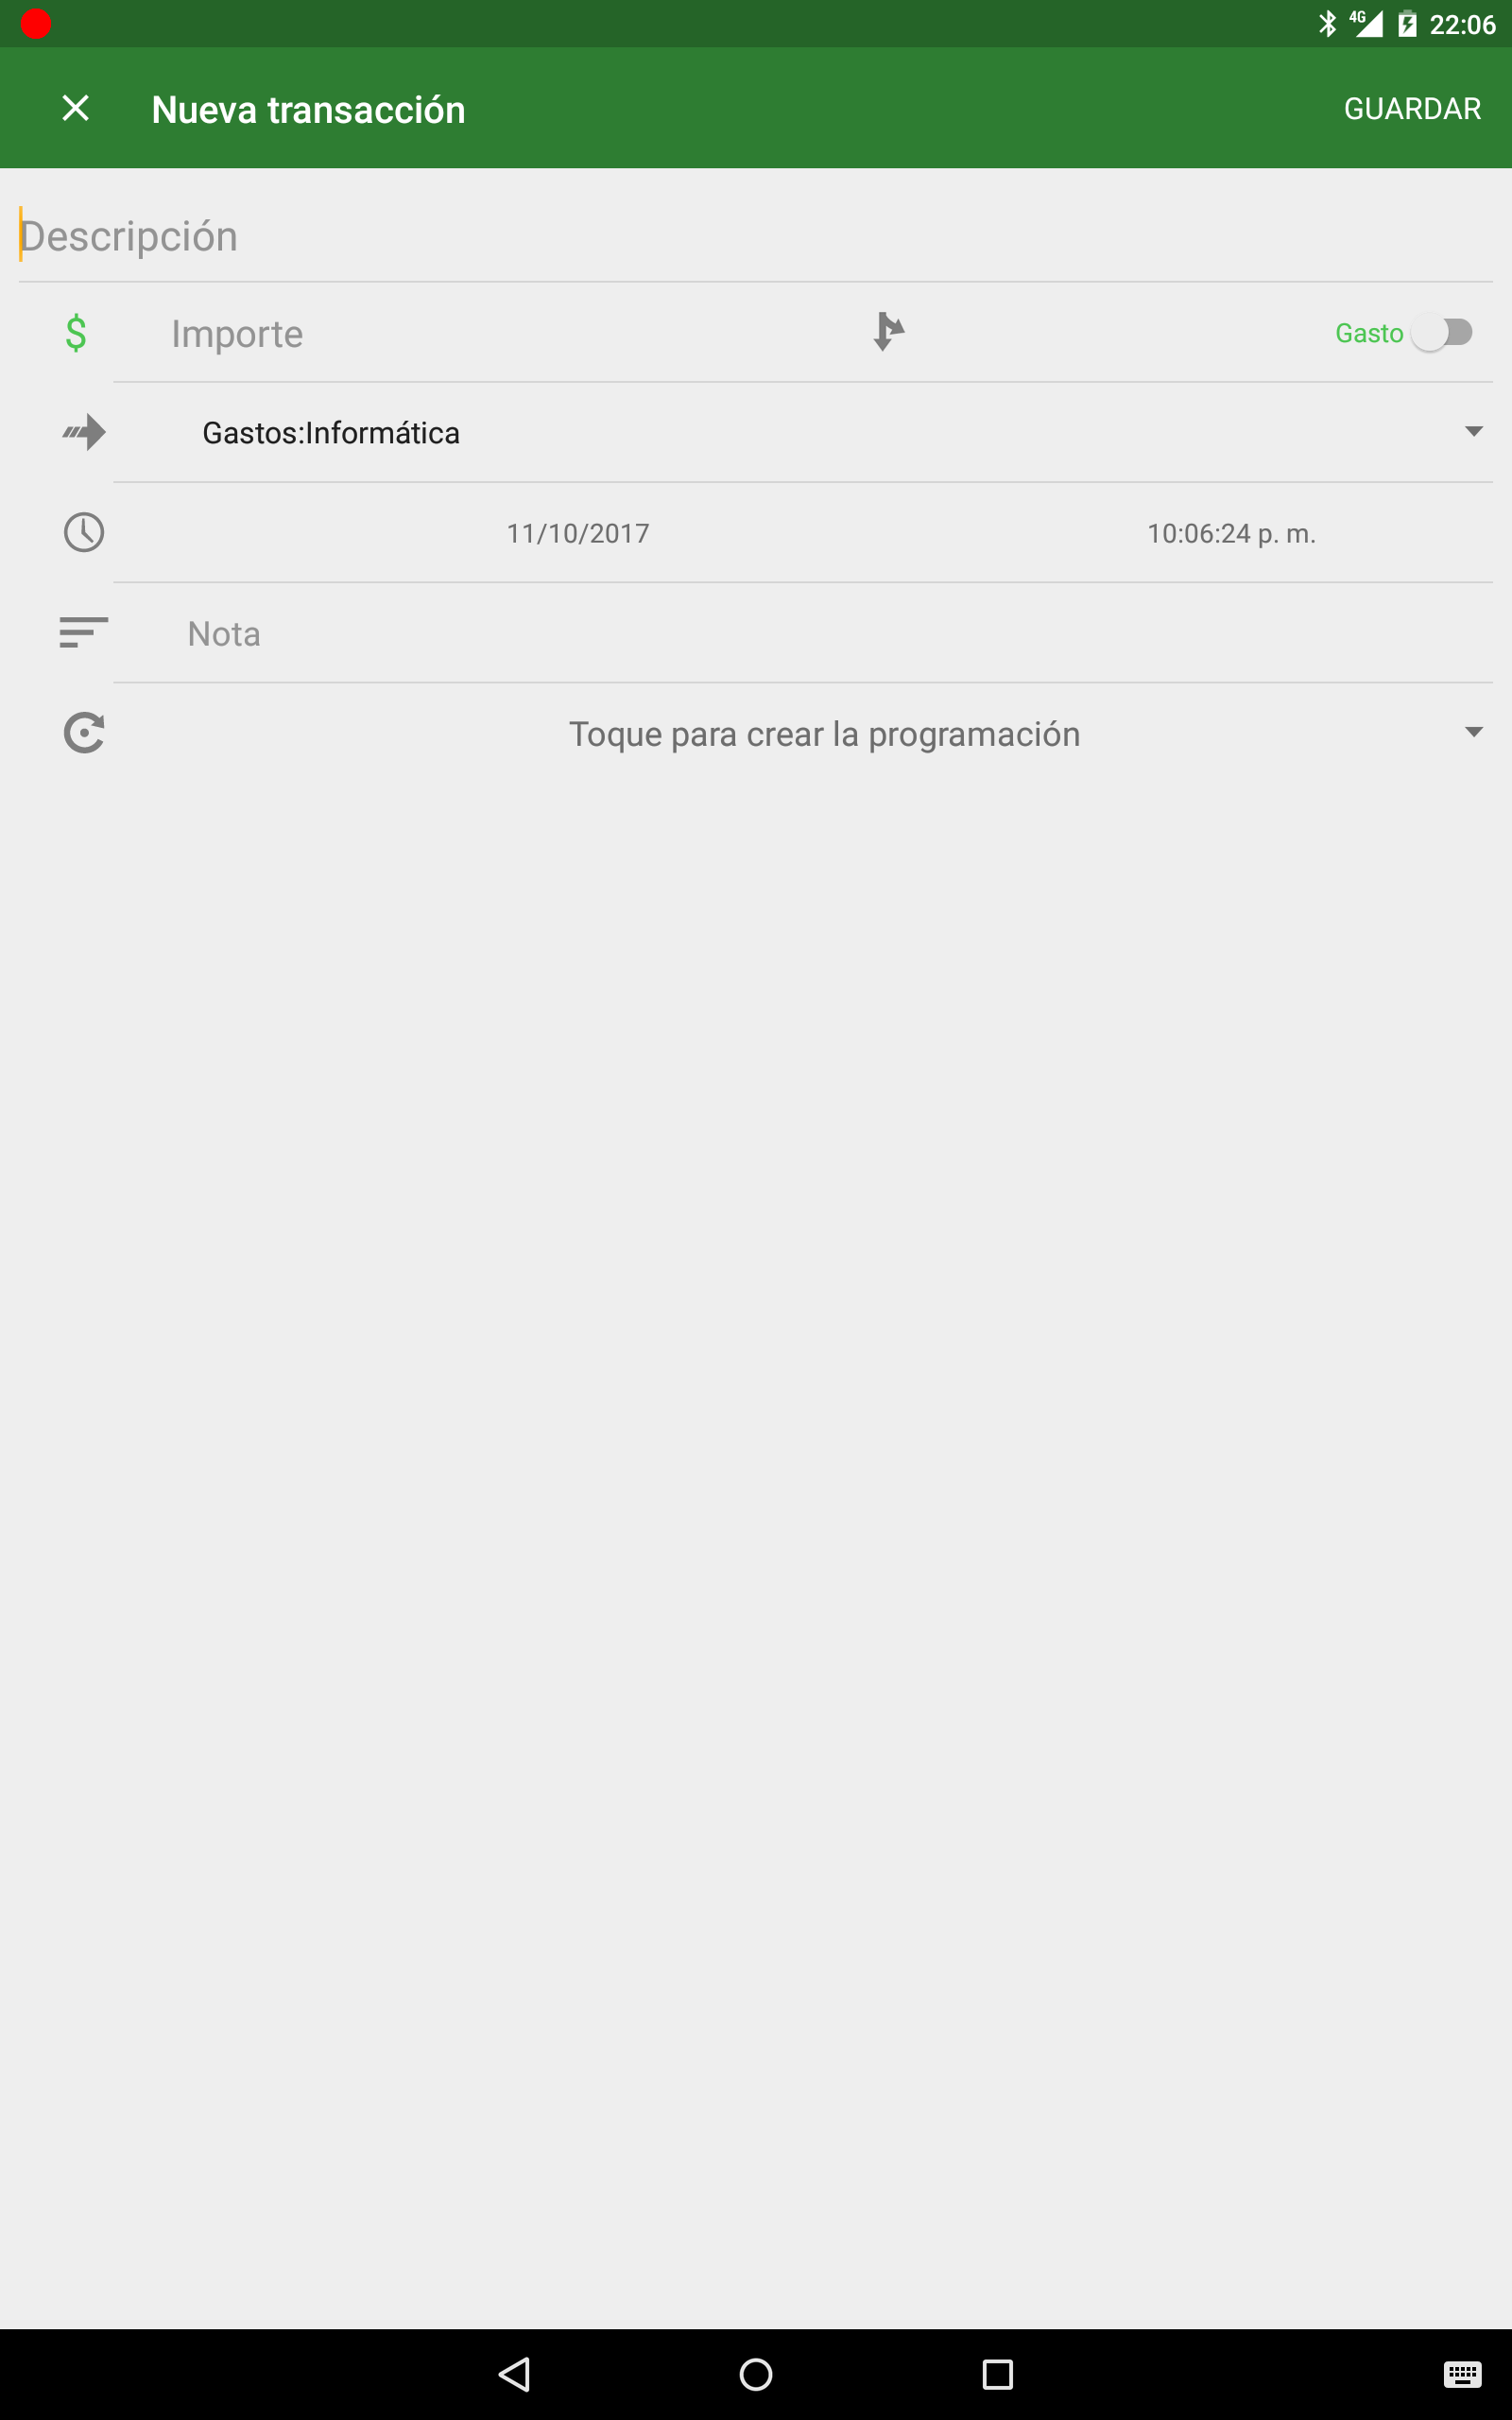 4G 22:06
Nueva transacción GUARDAR
Descripción
$ Importe Gasto
Gastos:Informática
11/10/2017 10:06:24 p. m.
Nota
Toque para crear la programación